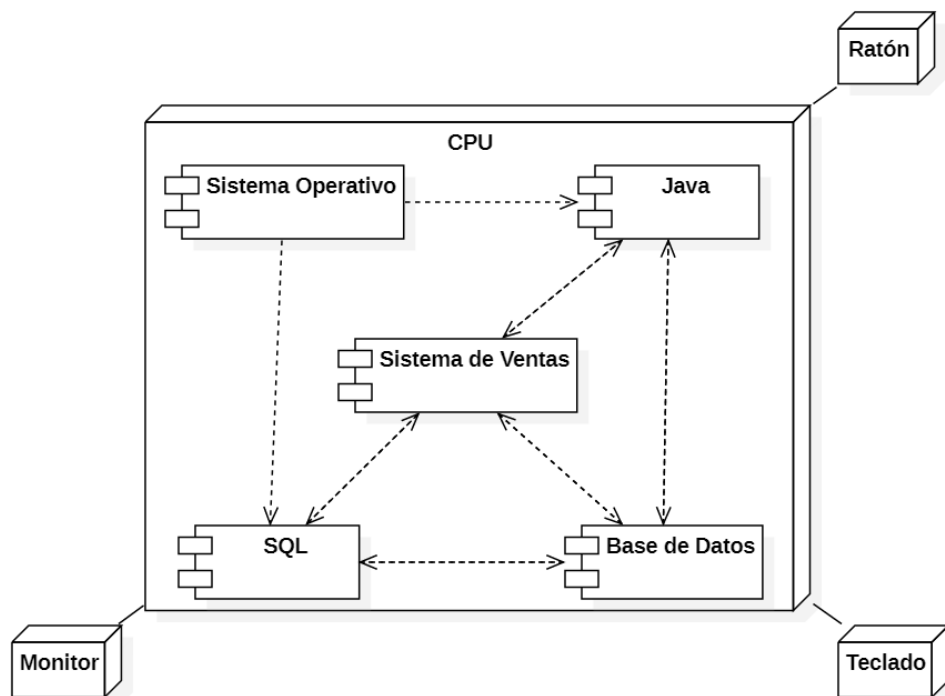 Ratón
CPU
Sistema Operativo
Java
Sistema de Ventas
SQL
Base de Datos
Monitor
Teclado